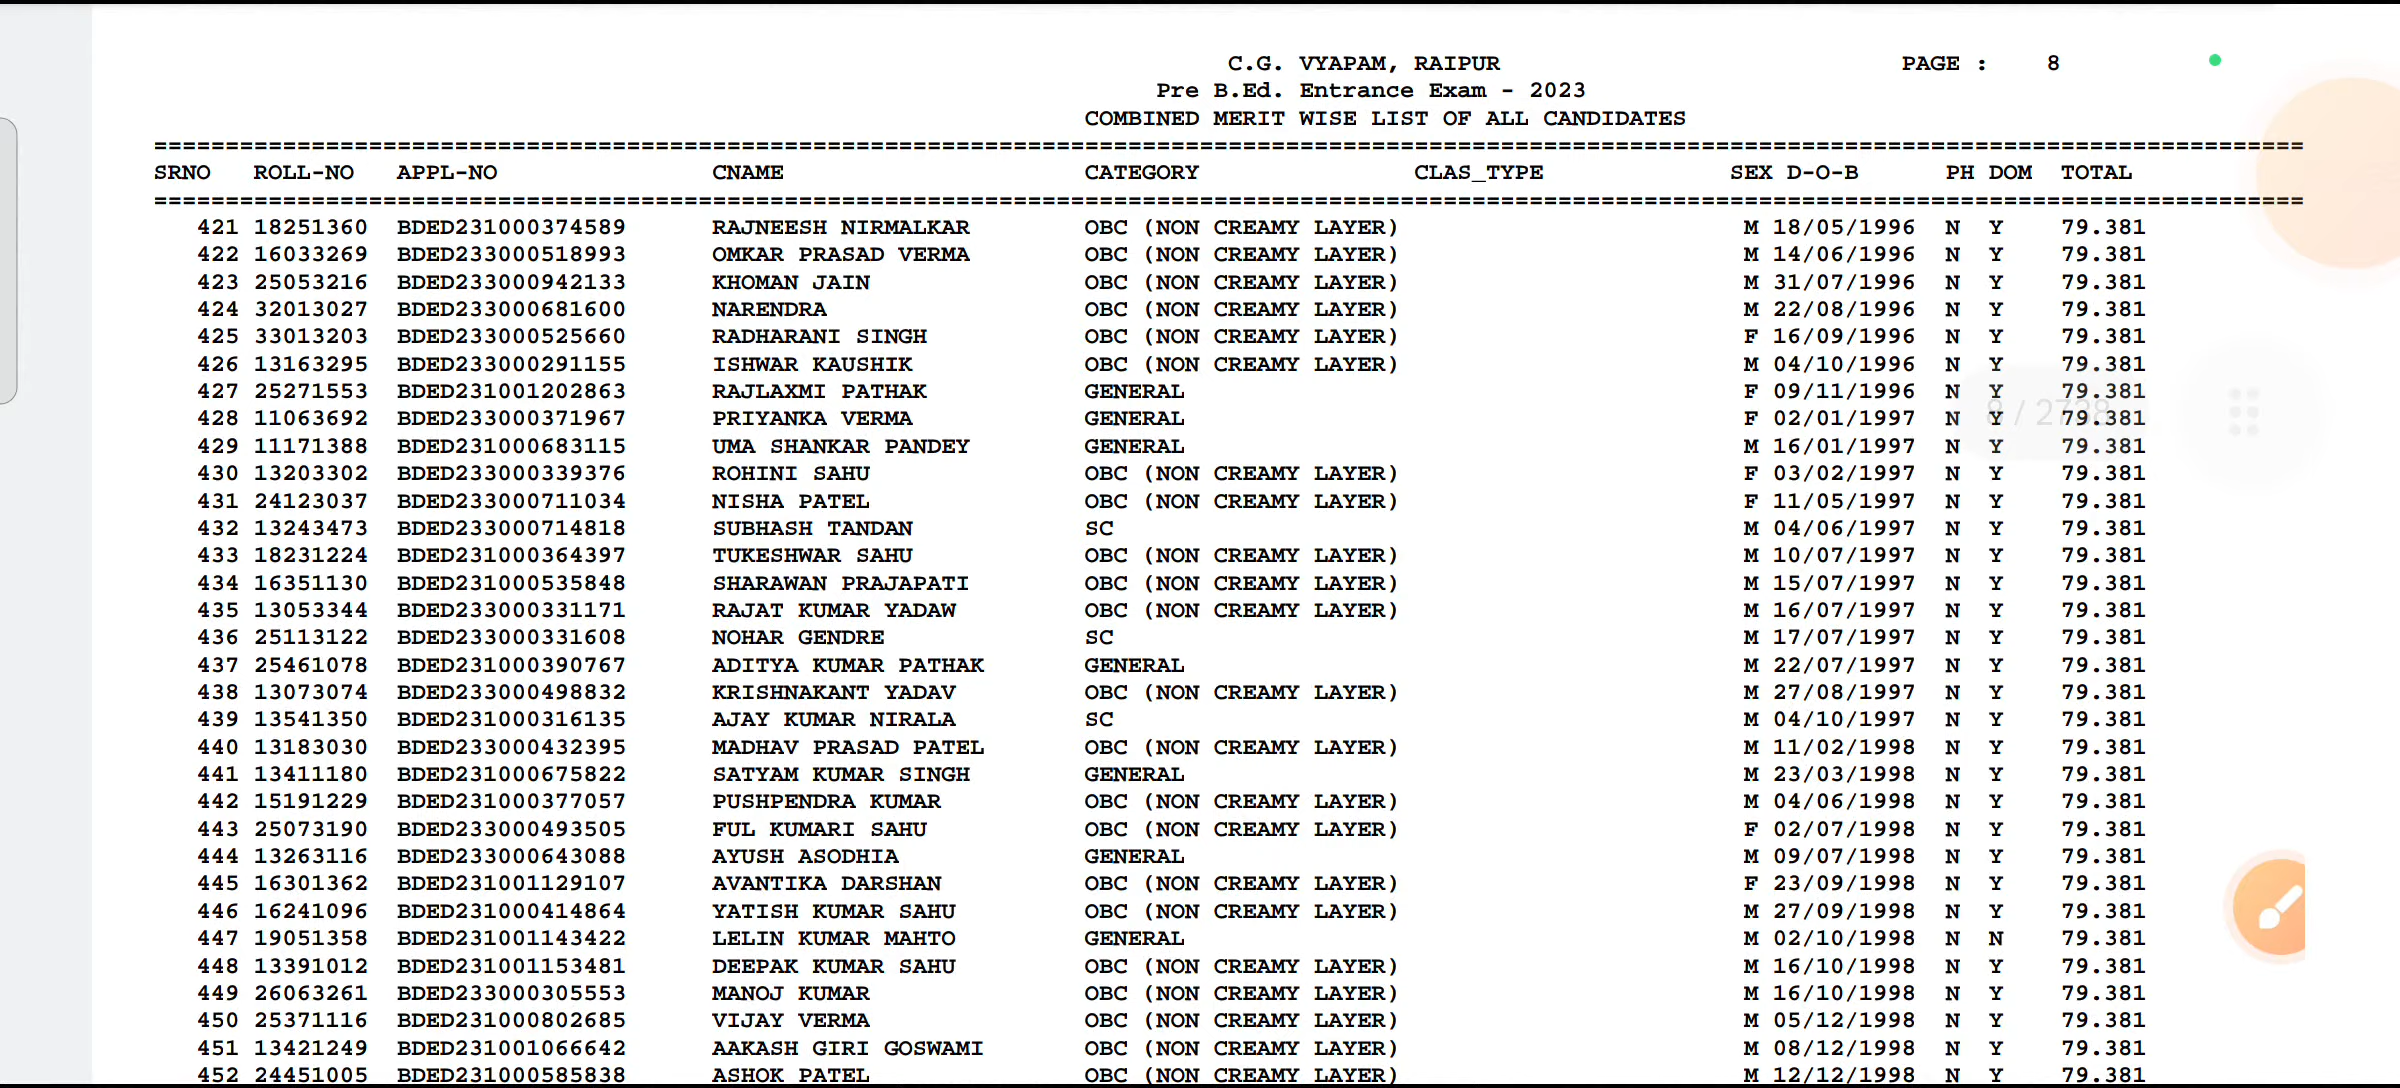 C.G. VYAPAM, RAIPUR PAGE : 8
Pre B.Ed. Entrance Exam - 2023
COMBINED MERIT WISE LIST OF ALL CANDIDATES
SRNO ROLL-NO APPL-NO CNAME CATEGORY CLAS_TYPE SEX D-O-B PH DOM TOTAL
421 18251360 BDED231000374589 RAJNEESH NIRMALKAR OBC (NON CREAMY LAYER) M 18/05/1996 N Y 79.381
422 16033269 BDED233000518993 OMKAR PRASAD VERMA OBC (NON CREAMY LAYER) M 14/06/1996 N Y 79.381
423 25053216 BDED233000942133 KHOMAN JAIN OBC (NON CREAMY LAYER) M 31/07/1996 N Y 79.381
424 32013027 BDED233000681600 NARENDRA OBC (NON CREAMY LAYER) M 22/08/1996 N Y 79.381
425 33013203 BDED233000525660 RADHARANI SINGH OBC (NON CREAMY LAYER) F 16/09/1996 N Y 79.381
426 13163295 BDED233000291155 ISHWAR KAUSHIK OBC (NON CREAMY LAYER) M 04/10/1996 N Y 79.381
427 25271553 BDED231001202863 RAJLAXMI PATHAK GENERAL F 09/11/1996 N Y 79.381
428 11063692 BDED233000371967 PRIYANKA VERMA GENERAL F 02/01/1997 N Y 79.381
8 / 2738
429 11171388 BDED231000683115 UMA SHANKAR PANDEY GENERAL M 16/01/1997 N Y 79.381
430 13203302 BDED233000339376 ROHINI SAHU OBC (NON CREAMY LAYER) F 03/02/1997 N Y 79.381
431 24123037 BDED233000711034 NISHA PATEL OBC (NON CREAMY LAYER) F 11/05/1997 N Y 79.381
432 13243473 BDED233000714818 SUBHASH TANDAN SC M 04/06/1997 N Y 79.381
433 18231224 BDED231000364397 TUKESHWAR SAHU OBC (NON CREAMY LAYER) M 10/07/1997 N Y 79.381
434 16351130 BDED231000535848 SHARAWAN PRAJAPATI OBC (NON CREAMY LAYER) M 15/07/1997 N Y 79.381
435 13053344 BDED233000331171 RAJAT KUMAR YADAW OBC (NON CREAMY LAYER) M 16/07/1997 N Y 79.381
436 25113122 BDED233000331608 NOHAR GENDRE SC M 17/07/1997 N Y 79.381
437 25461078 BDED231000390767 ADITYA KUMAR PATHAK GENERAL M 22/07/1997 N Y 79.381
438 13073074 BDED233000498832 KRISHNAKANT YADAV OBC (NON CREAMY LAYER) M 27/08/1997 N Y 79.381
439 13541350 BDED231000316135 AJAY KUMAR NIRALA SC M 04/10/1997 N Y 79.381
440 13183030 BDED233000432395 MADHAV PRASAD PATEL OBC (NON CREAMY LAYER) M 11/02/1998 N Y 79.381
441 13411180 BDED231000675822 SATYAM KUMAR SINGH GENERAL M 23/03/1998 N Y 79.381
442 15191229 BDED231000377057 PUSHPENDRA KUMAR OBC (NON CREAMY LAYER) M 04/06/1998 N Y 79.381
443 25073190 BDED233000493505 FUL KUMARI SAHU OBC (NON CREAMY LAYER) F 02/07/1998 N Y 79.381
444 13263116 BDED233000643088 AYUSH ASODHIA GENERAL M 09/07/1998 N Y 79.381
445 16301362 BDED231001129107 AVANTIKA DARSHAN OBC (NON CREAMY LAYER) F 23/09/1998 N Y 79.381
446 16241096 BDED231000414864 YATISH KUMAR SAHU OBC (NON CREAMY LAYER) M 27/09/1998 N Y 79.381
447 19051358 BDED231001143422 LELIN KUMAR MAHTO GENERAL M 02/10/1998 N N 79.381
448 13391012 BDED231001153481 DEEPAK KUMAR SAHU OBC (NON CREAMY LAYER) M 16/10/1998 N Y 79.381
449 26063261 BDED233000305553 MANOJ KUMAR OBC (NON CREAMY LAYER) M 16/10/1998 N Y 79.381
450 25371116 BDED231000802685 VIJAY VERMA OBC (NON CREAMY LAYER) M 05/12/1998 N Y 79.381
451 13421249 BDED231001066642 AAKASH GIRI GOSWAMI OBC (NON CREAMY LAYER) M 08/12/1998 N Y 79.381
452 24451005 BDED231000585838 ASHOK PATEL OBC (NON CREAMY LAYER) M 12/12/1998 N Y 79.381